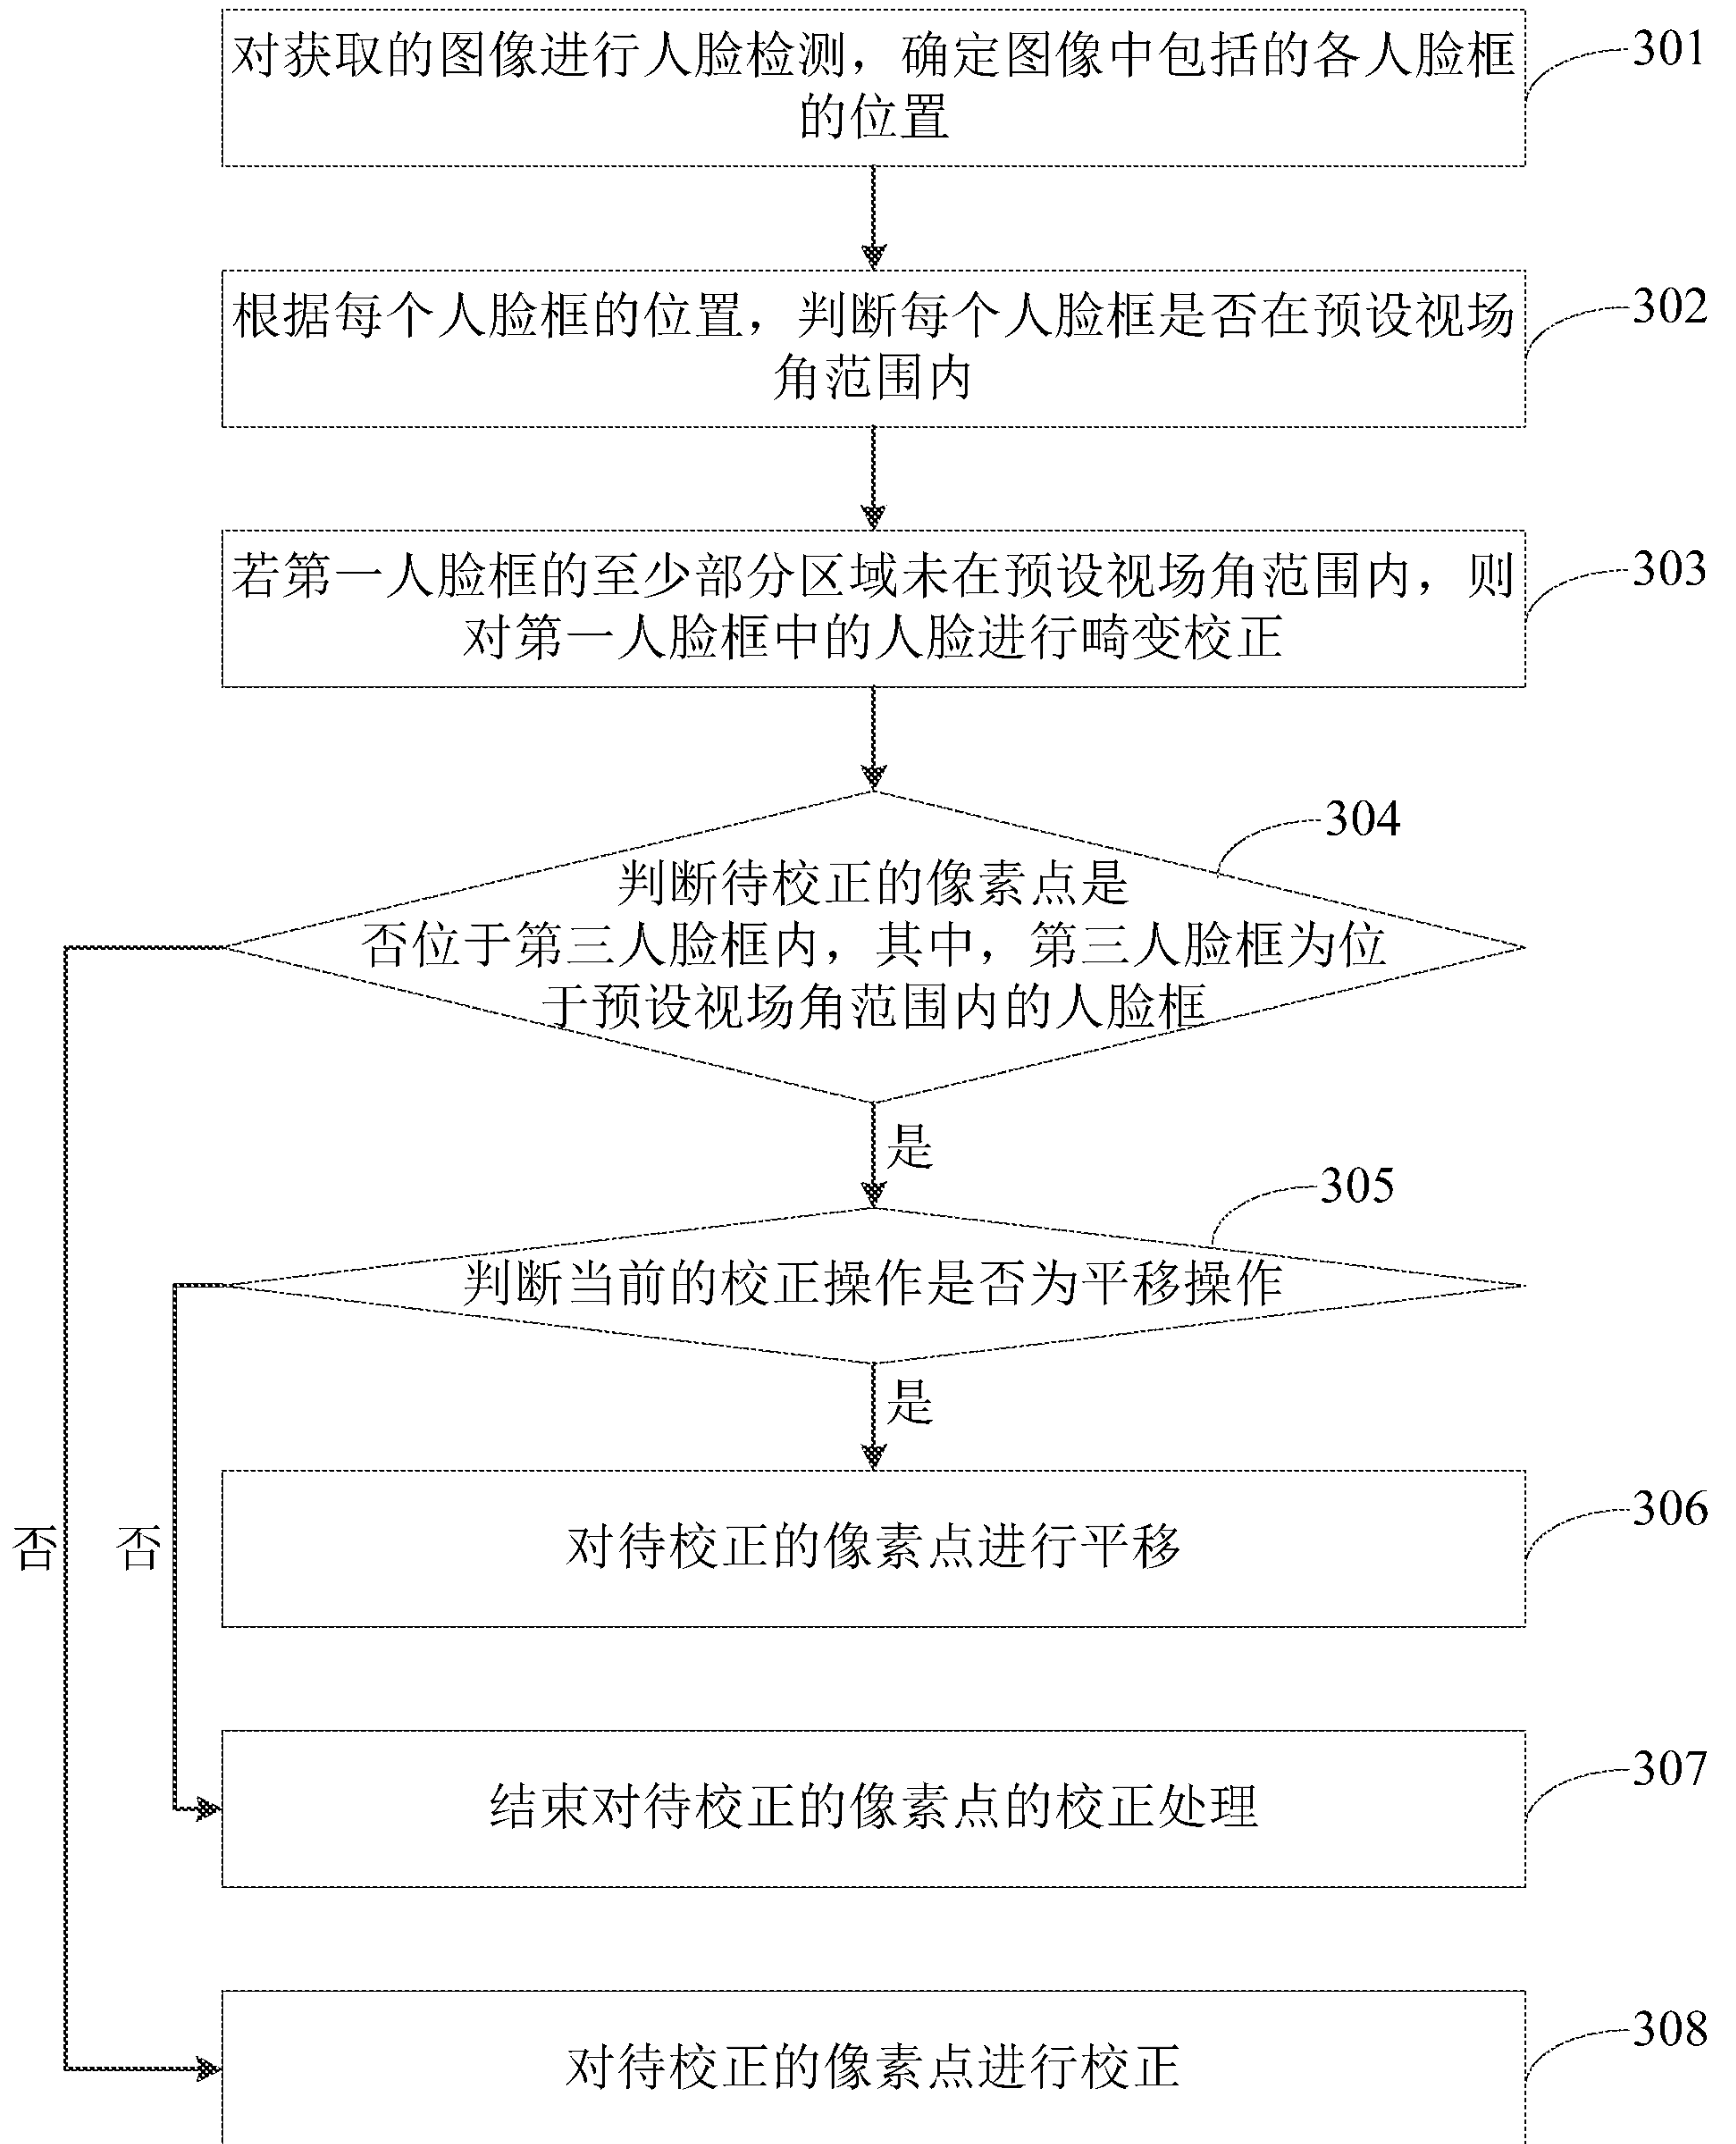 对获取的图像进行人脸检测，确定图像中包括的各人脸框
的位置
301
根据每个人脸框的位置，判断每个人脸框是否在预设视场
角范围内
302
若第一人脸框的至少部分区域未在预设视场角范围内，则
对第一人脸框中的人脸进行畸变校正
303
304
判断待校正的像素点是
否位于第三人脸框内，其中，第三人脸框为位
于预设视场角范围内的人脸框
是
305
判断当前的校正操作是否为平移操作
是
否
否
对待校正的像素点进行平移
306
结束对待校正的像素点的校正处理
307
对待校正的像素点进行校正
308